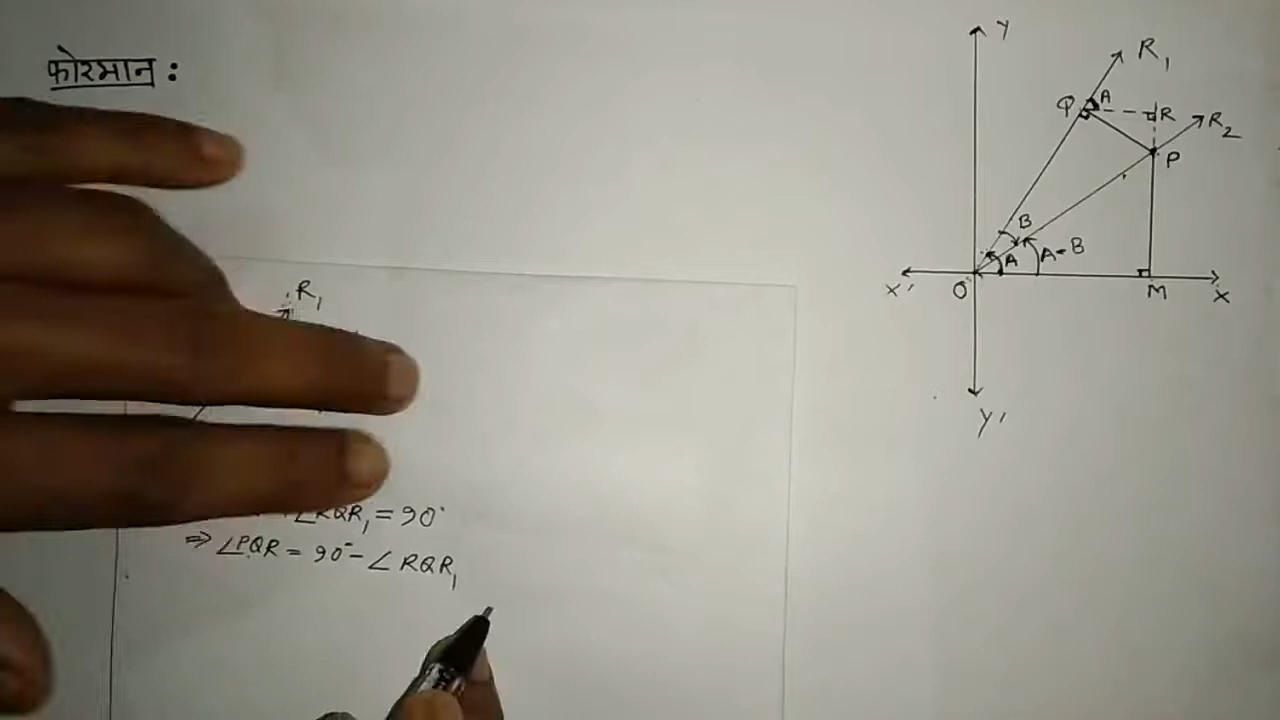 फोरमान :
Y
R₁
Q A R
R₂
P
B
A A-B
X' O M X
Y'
R₁
∠RQR₁ = 90°
⇒ ∠PQR = 90° - ∠RQR₁